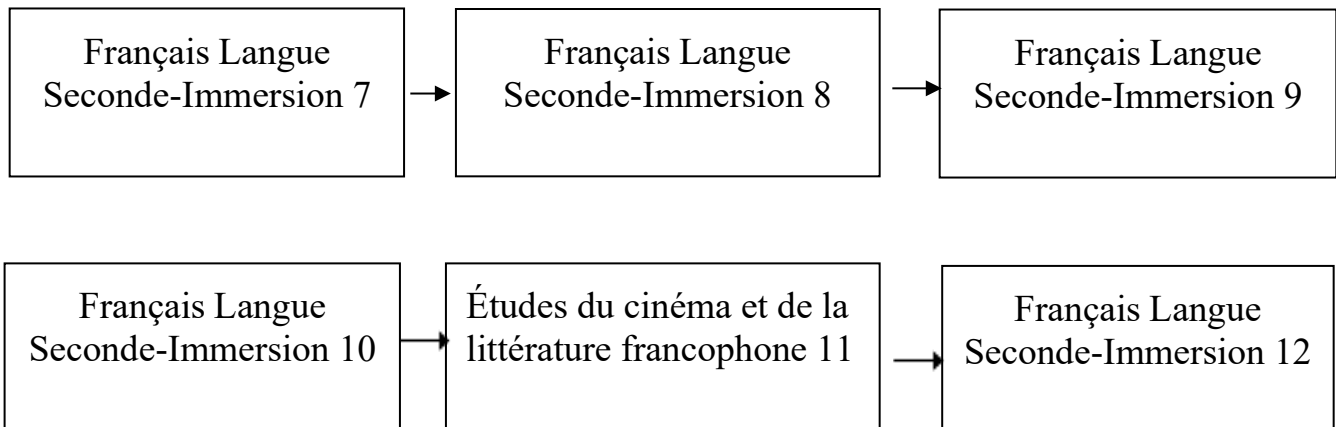 Français Langue
Seconde-Immersion 7
Français Langue
Seconde-Immersion 8
Français Langue
Seconde-Immersion 9
Français Langue
Seconde-Immersion 10
Études du cinéma et de la
littérature francophone 11
Français Langue
Seconde-Immersion 12